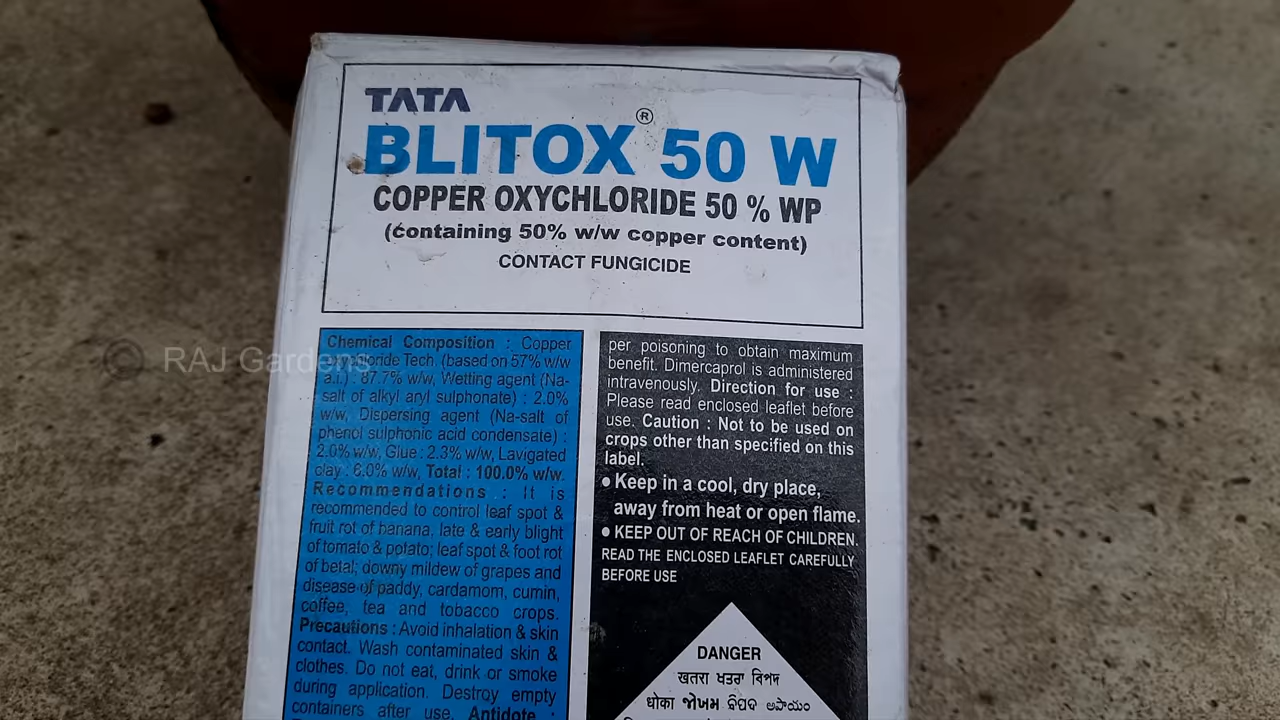 TATA
BLITOX® 50 W
COPPER OXYCHLORIDE 50 % WP
(containing 50% w/w copper content)
CONTACT FUNGICIDE
© RAJ Gardens
Chemical Composition : Copper
oxychloride Tech. (based on 57% w/w
a.i.) : 87.7% w/w, Wetting agent (Na-
salt of alkyl aryl sulphonate) : 2.0%
w/w, Dispersing agent (Na-salt of
phenol sulphonic acid condensate) :
2.0% w/w, Glue : 2.3% w/w, Lavigated
clay : 6.0% w/w, Total : 100.0% w/w.
Recommendations : It is
recommended to control leaf spot &
fruit rot of banana, late & early blight
of tomato & potato; leaf spot & foot rot
of betal; downy mildew of grapes and
disease of paddy, cardamom, cumin,
coffee, tea and tobacco crops.
Precautions : Avoid inhalation & skin
contact. Wash contaminated skin &
clothes. Do not eat, drink or smoke
during application. Destroy empty
containers after use. Antidote :
per poisoning to obtain maximum
benefit. Dimercaprol is administered
intravenously. Direction for use :
Please read enclosed leaflet before
use. Caution : Not to be used on
crops other than specified on this
label.
• Keep in a cool, dry place,
away from heat or open flame.
• KEEP OUT OF REACH OF CHILDREN.
READ THE ENCLOSED LEAFLET CAREFULLY
BEFORE USE
DANGER
खतरा ਖਤਰਾ বিপদ
धोका જોખમ ବିପଦ అపాయం